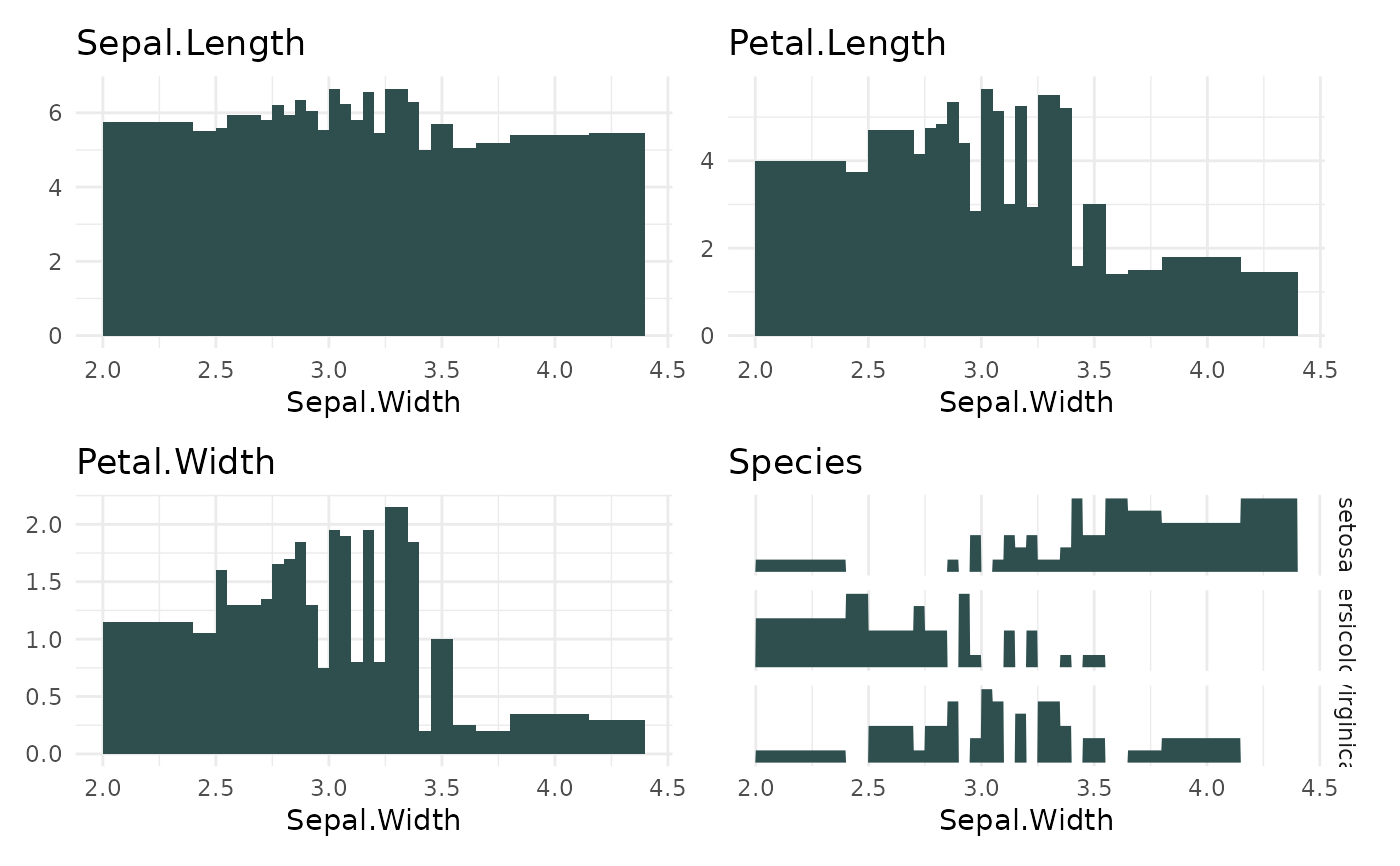 Sepal.Length
6
4
2
0
2.0 2.5 3.0 3.5 4.0 4.5
Sepal.Width
Petal.Length
4
2
0
2.0 2.5 3.0 3.5 4.0 4.5
Sepal.Width
Petal.Width
2.0
1.5
1.0
0.5
0.0
2.0 2.5 3.0 3.5 4.0 4.5
Sepal.Width
Species
setosa
ersicolo
virginica
2.0 2.5 3.0 3.5 4.0 4.5
Sepal.Width